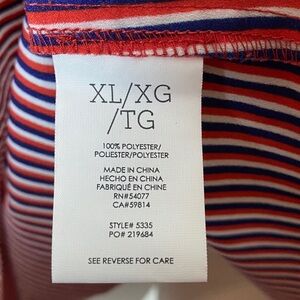 XL/XG
/TG
100% POLYESTER/
POLIESTER/POLYESTER
MADE IN CHINA
HECHO EN CHINA
FABRIQUÉ EN CHINE
RN#54077
CA#59814
STYLE# 5335
PO# 219684
SEE REVERSE FOR CARE